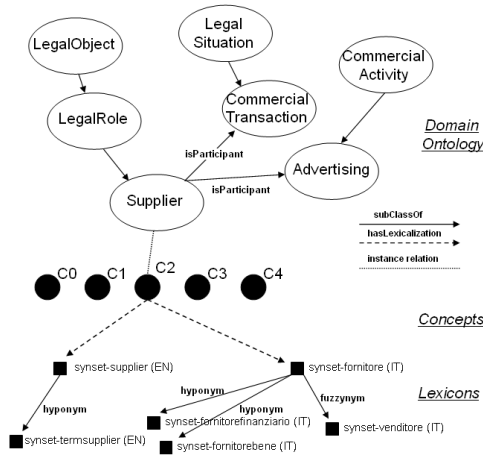 LegalObject
Legal
Situation
Commercial
Activity
LegalRole
Commercial
Transaction
Domain
Ontology
isParticipant
Advertising
isParticipant
Supplier
subClassOf
hasLexicalization
instance relation
C0
C1
C2
C3
C4
Concepts
synset-supplier (EN)
synset-fornitore (IT)
Lexicons
hyponym
hyponym
hyponym
fuzzynym
synset-fornitorefinanziario (IT)
synset-venditore (IT)
synset-termsupplier (EN)
synset-fornitorebene (IT)